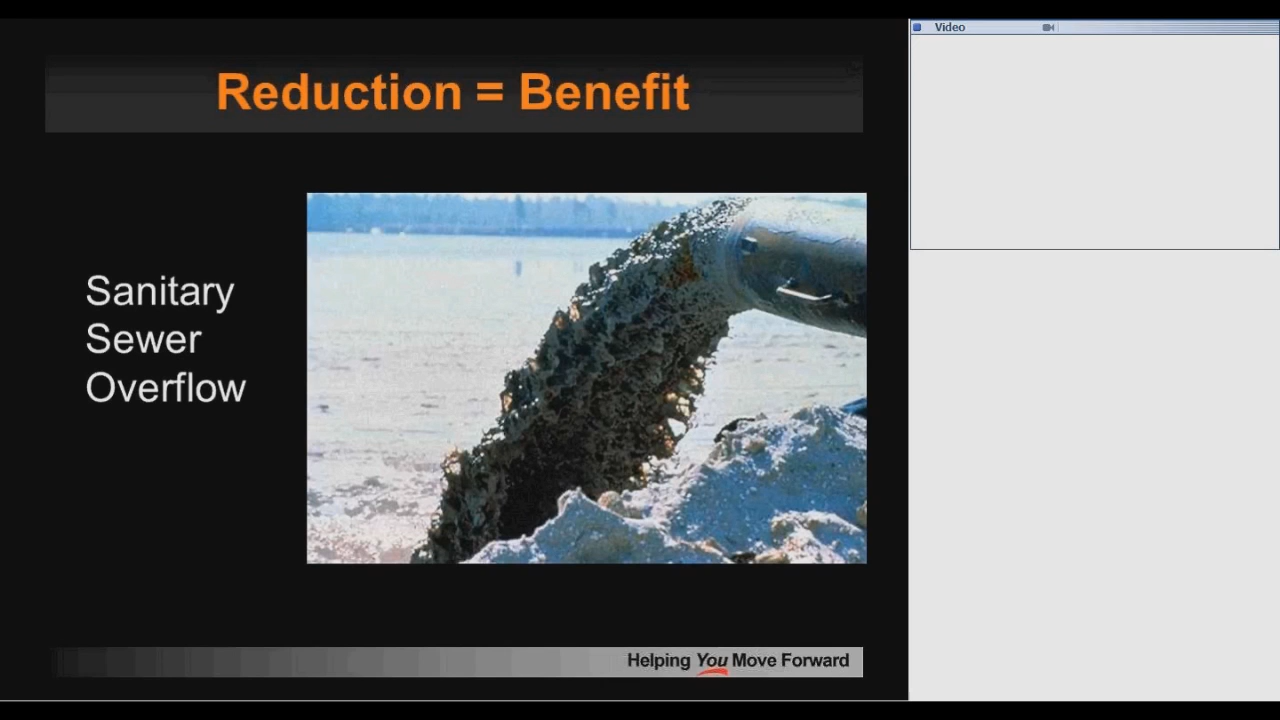 Reduction = Benefit
Sanitary
Sewer
Overflow
Helping You Move Forward
Video